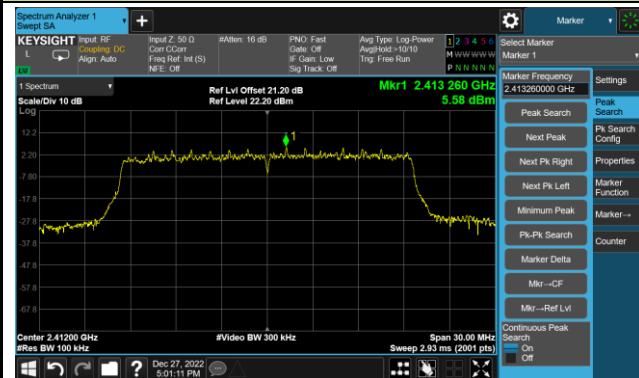 Spectrum Analyzer 1
Swept SA
KEYSIGHT
L
Input: RF
Coupling: DC
Align: Auto
Input Z: 50 Ω
Corr CCorr
Freq Ref: Int (S)
NFE: Off
#Atten: 16 dB
PNO: Fast
Gate: Off
IF Gain: Low
Sig Track: Off
Avg Type: Log-Power
Avg|Hold:>10/10
Trig: Free Run
1 2 3 4 5 6
M W W W W W
P N N N N N
1 Spectrum
Scale/Div 10 dB
Log
Ref Lvl Offset 21.20 dB
Ref Level 22.20 dBm
Mkr1 2.413 260 GHz
5.58 dBm
1
12.2
2.20
-7.80
-17.8
-27.8
-37.8
-47.8
-57.8
-67.8
Center 2.41200 GHz
#Res BW 100 kHz
#Video BW 300 kHz
Span 30.00 MHz
Sweep 2.93 ms (2001 pts)
Dec 27, 2022
5:01:11 PM
Marker
Select Marker
Marker 1
Marker Frequency
2.413260000 GHz
Peak Search
Next Peak
Next Pk Right
Next Pk Left
Minimum Peak
Pk-Pk Search
Marker Delta
Mkr→CF
Mkr→Ref Lvl
Continuous Peak
Search
On
Off
Settings
Peak
Search
Pk Search
Config
Properties
Marker
Function
Marker→
Counter